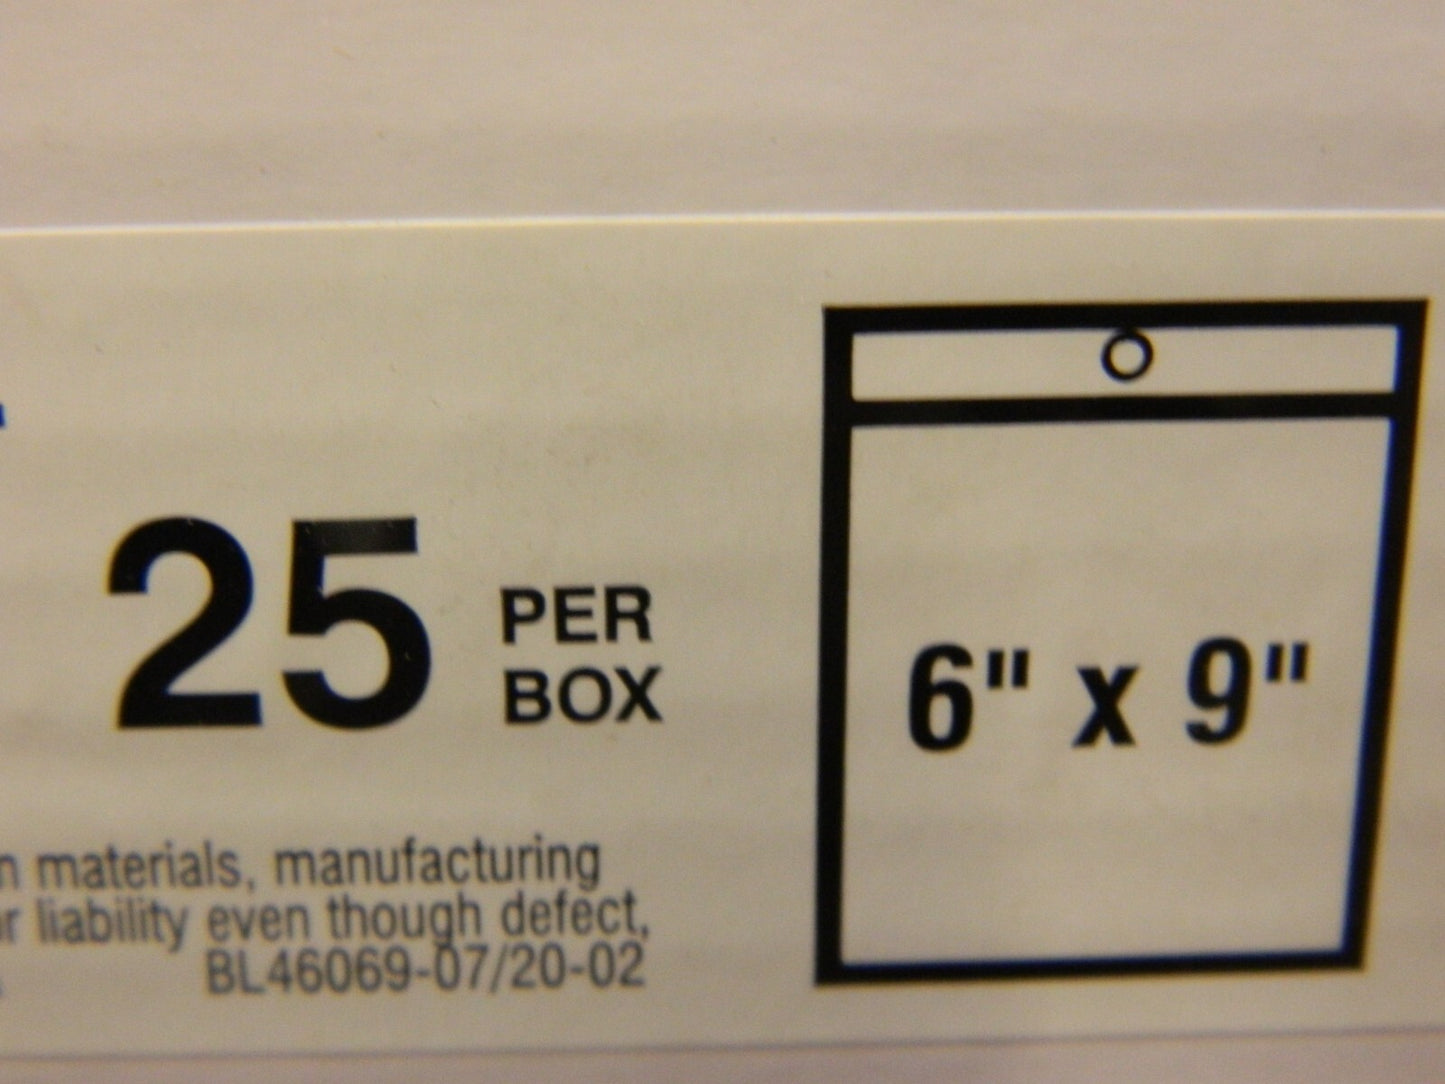 25 PER
BOX
6" x 9"
materials, manufacturing
liability even though defect,
BL46069-07/20-02